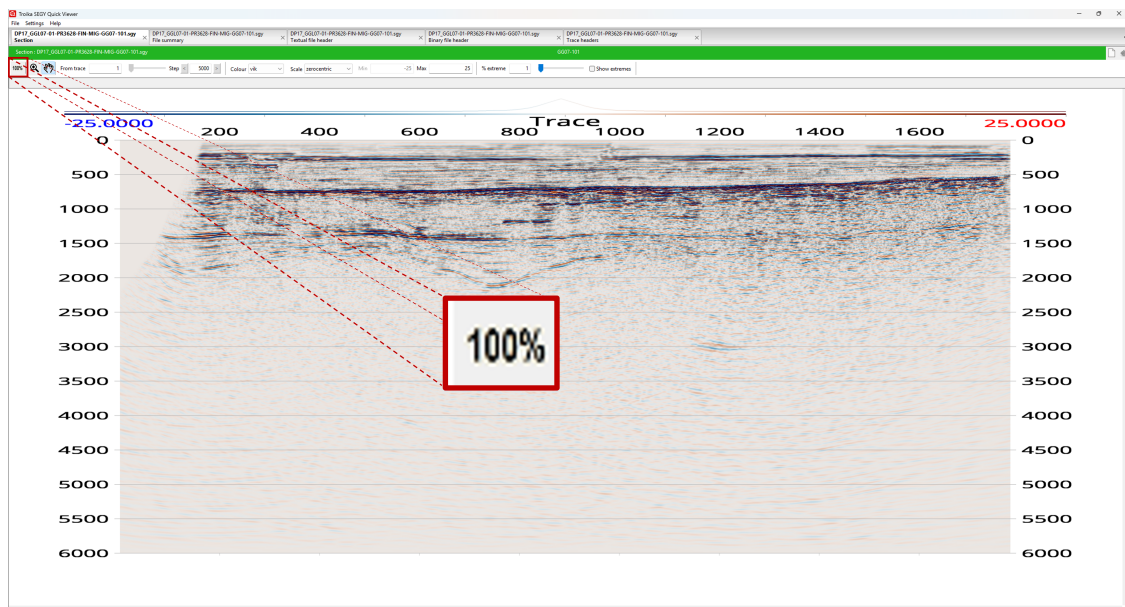 Troika SEGY Quick Viewer
File Settings Help
DP17_GGL07-01-PR3628-FIN-MIG-GG07-101.sgy Section
DP17_GGL07-01-PR3628-FIN-MIG-GG07-101.sgy File summary
DP17_GGL07-01-PR3628-FIN-MIG-GG07-101.sgy Textual file header
DP17_GGL07-01-PR3628-FIN-MIG-GG07-101.sgy Binary file header
DP17_GGL07-01-PR3628-FIN-MIG-GG07-101.sgy Trace headers
Section : DP17_GGL07-01-PR3628-FIN-MIG-GG07-101.sgy GG07-101
100% From trace 1 Step < 5000 > Colour vik Scale zerocentric Min -25 Max 25 % extreme 1 Show extremes
-25.0000 Trace 25.0000
200 400 600 800 1000 1200 1400 1600
0 0
500 500
1000 1000
1500 1500
2000 2000
2500 2500
100%
3000 3000
3500 3500
4000 4000
4500 4500
5000 5000
5500 5500
6000 6000